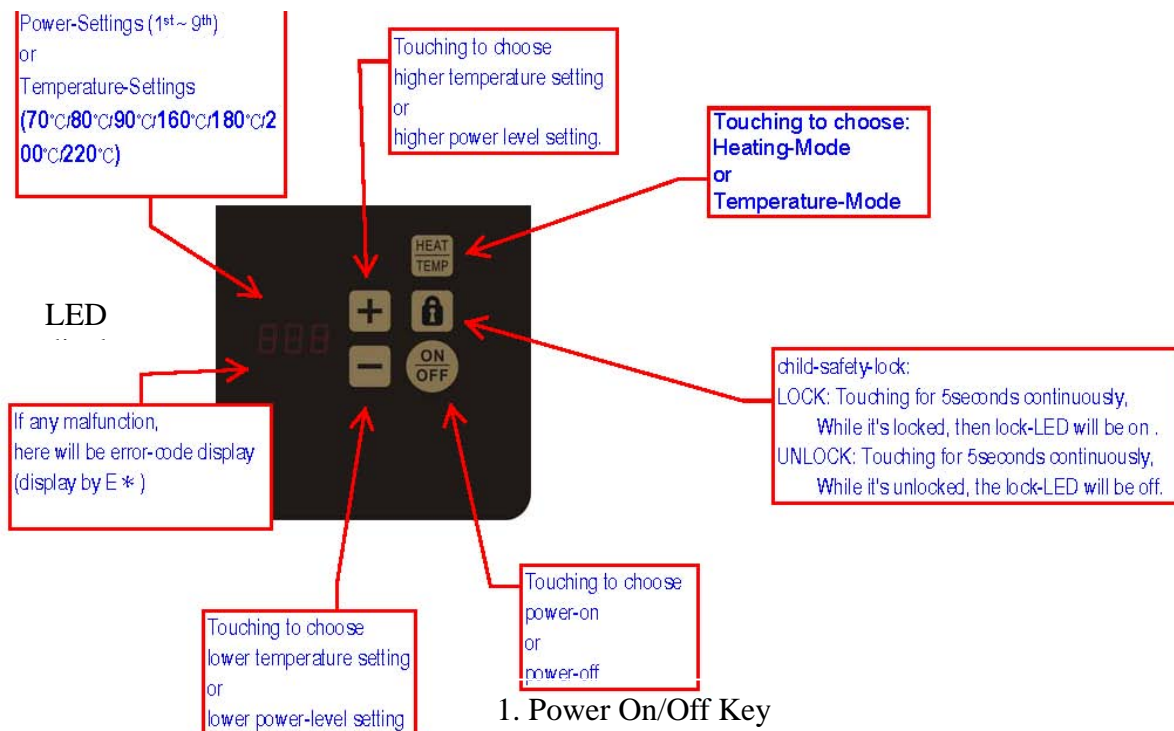 Power-Settings (1st~ 9th)
or
Temperature-Settings
(70℃/80℃/90℃/160℃/180℃/2
00℃/220℃)
Touching to choose
higher temperature setting
or
higher power level setting.
Touching to choose:
Heating-Mode
or
Temperature-Mode
HEAT
TEMP
LED
+
888
−
ON
OFF
child-safety-lock:
LOCK: Touching for 5seconds continuously,
While it's locked, then lock-LED will be on .
UNLOCK: Touching for 5seconds continuously,
While it's unlocked, the lock-LED will be off.
If any malfunction,
here will be error-code display
(display by E＊)
Touching to choose
power-on
or
power-off
Touching to choose
lower temperature setting
or
lower power-level setting
1. Power On/Off Key